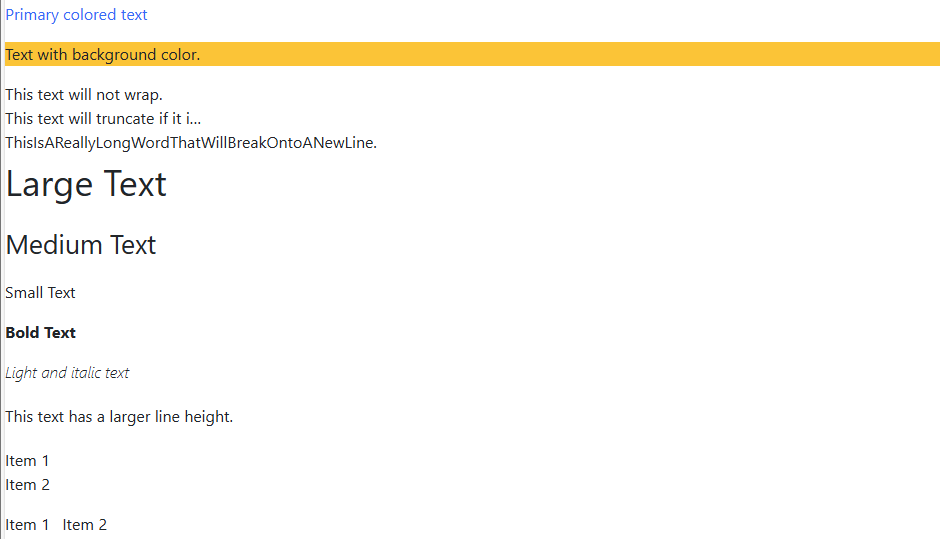 Primary colored text
Text with background color.
This text will not wrap.
This text will truncate if it i...
ThisIsAReallyLongWordThatWillBreakOntoANewLine.
Large Text
Medium Text
Small Text
Bold Text
Light and italic text
This text has a larger line height.
Item 1
Item 2
Item 1 Item 2